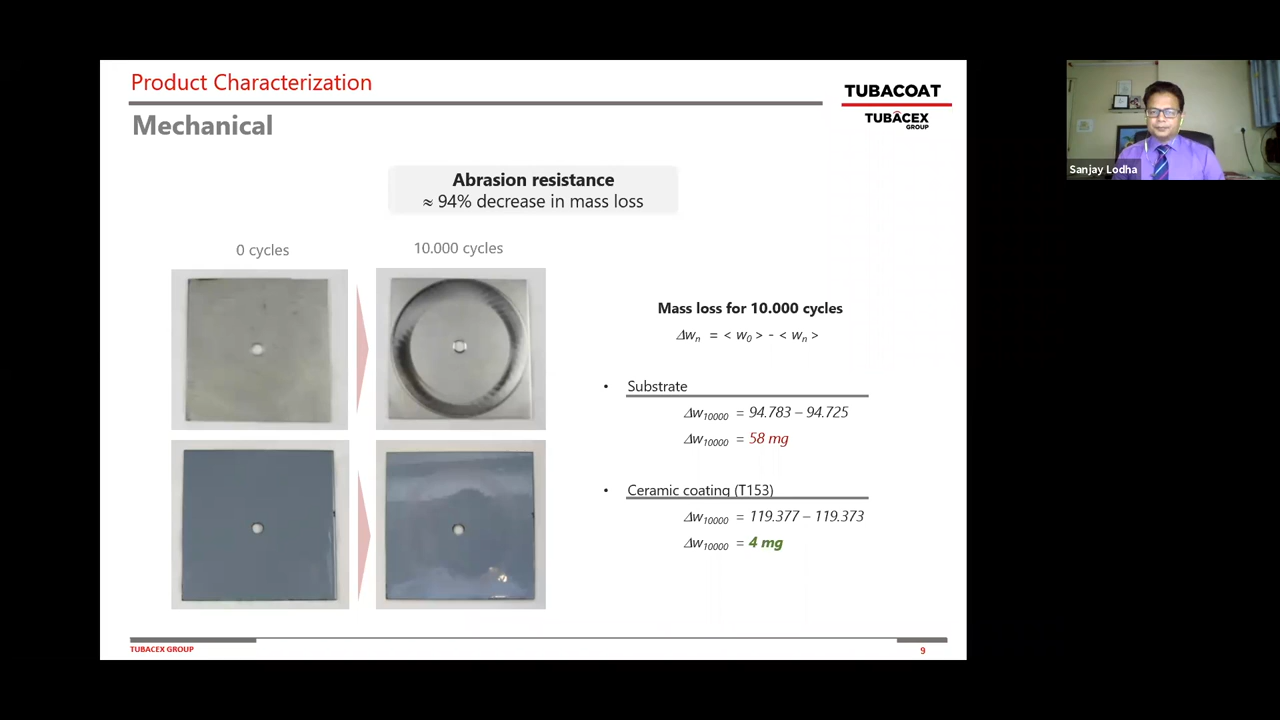 Product Characterization
TUBACOAT
TUBACEX
GROUP
Mechanical
Abrasion resistance
≈ 94% decrease in mass loss
0 cycles
10.000 cycles
Mass loss for 10.000 cycles
Δwn = < w0 > - < wn >
• Substrate
Δw10000 = 94.783 – 94.725
Δw10000 = 58 mg
• Ceramic coating (T153)
Δw10000 = 119.377 – 119.373
Δw10000 = 4 mg
TUBACEX GROUP
9
Sanjay Lodha